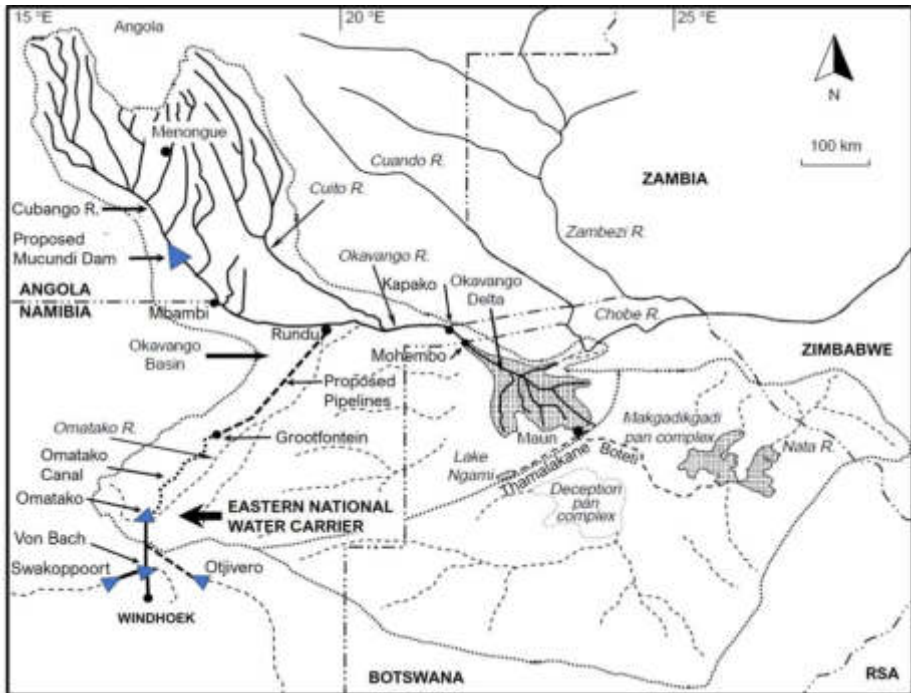 15 °E
20 °E
25 °E
Angola
N
100 km
Menongue
Cuando R.
ZAMBIA
Cuito R.
Cubango R.
Zambezi R.
Proposed
Mucundi Dam
Okavango R.
Kapako
Okavango
Delta
ANGOLA
NAMIBIA
Mbambi
Chobe R.
Rundu
Okavango
Basin
Mohembo
ZIMBABWE
Proposed
Pipelines
Omatako R.
Grootfontein
Makgadikgadi
pan complex
Nata R.
Maun
Omatako
Canal
Lake
Ngami
Thamalakane
Boteti
Omatako
Deception
pan
complex
EASTERN NATIONAL
WATER CARRIER
Von Bach
Swakoppoort
Otjivero
WINDHOEK
BOTSWANA
RSA